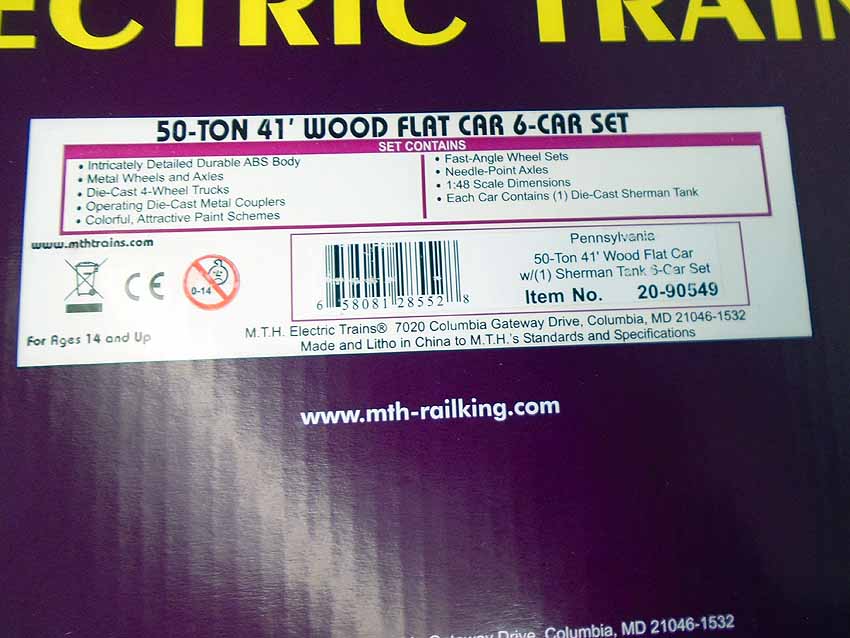 ECTRIC TRAIN
50-TON 41' WOOD FLAT CAR 6-CAR SET
SET CONTAINS
• Intricately Detailed Durable ABS Body
• Metal Wheels and Axles
• Die-Cast 4-Wheel Trucks
• Operating Die-Cast Metal Couplers
• Colorful, Attractive Paint Schemes
• Fast-Angle Wheel Sets
• Needle-Point Axles
• 1:48 Scale Dimensions
• Each Car Contains (1) Die-Cast Sherman Tank
www.mthtrains.com
CE
0-14
For Ages 14 and Up
6 58081 28552 8
Pennsylvania
50-Ton 41' Wood Flat Car
w/(1) Sherman Tank 6-Car Set
Item No. 20-90549
M.T.H. Electric Trains® 7020 Columbia Gateway Drive, Columbia, MD 21046-1532
Made and Litho in China to M.T.H.'s Standards and Specifications
www.mth-railking.com
Gateway Drive, Columbia, MD 21046-1532